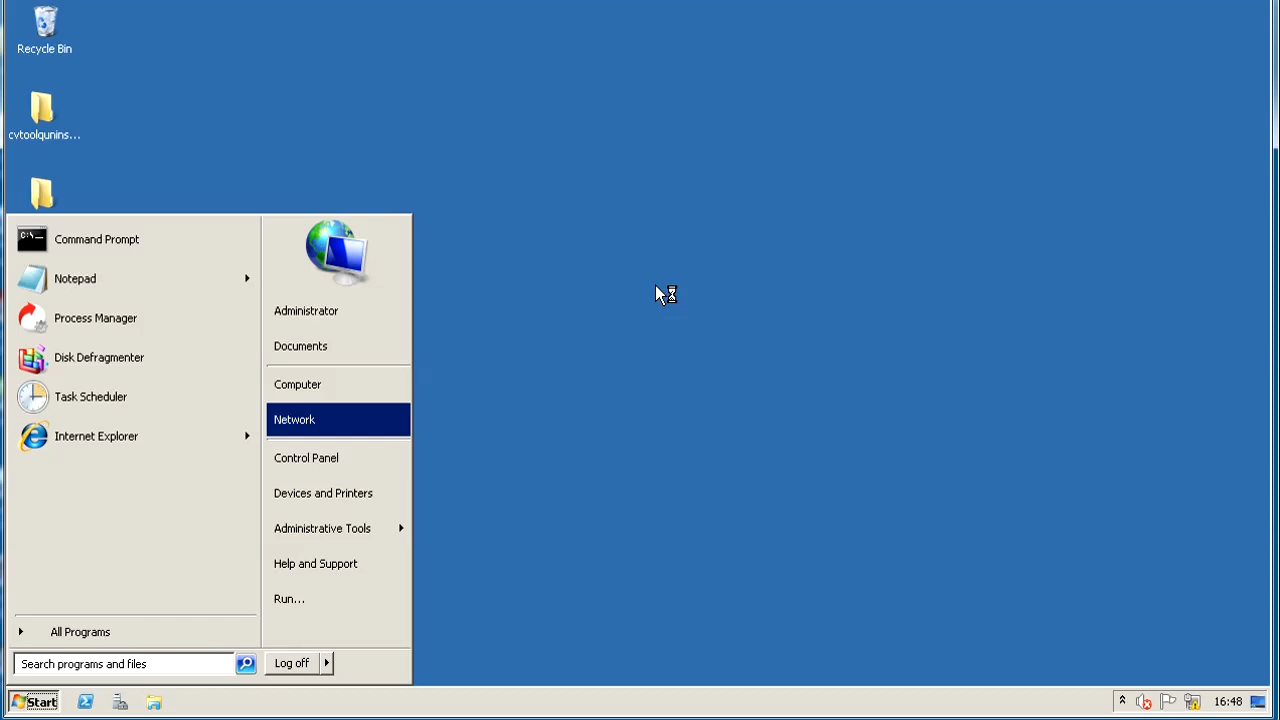 Recycle Bin
cvtoolqunins...
Command Prompt
Notepad
Process Manager
Disk Defragmenter
Task Scheduler
Internet Explorer
All Programs
Search programs and files
Administrator
Documents
Computer
Network
Control Panel
Devices and Printers
Administrative Tools
Help and Support
Run...
Log off
Start
16:48